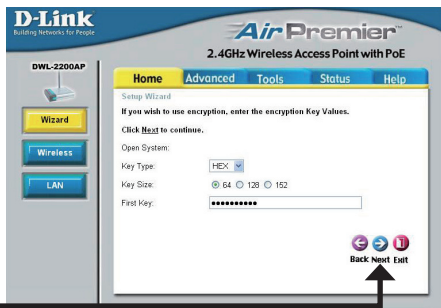 D-Link
Building Networks for People
AirPremier™
2.4GHz Wireless Access Point with PoE
DWL-2200AP
Home Advanced Tools Status Help
Setup Wizard
If you wish to use encryption, enter the encryption Key Values.
Click Next to continue.
Wizard
Open System:
Wireless
Key Type: HEX
Key Size: 64 128 152
LAN
First Key: ••••••••••
Back Next Exit